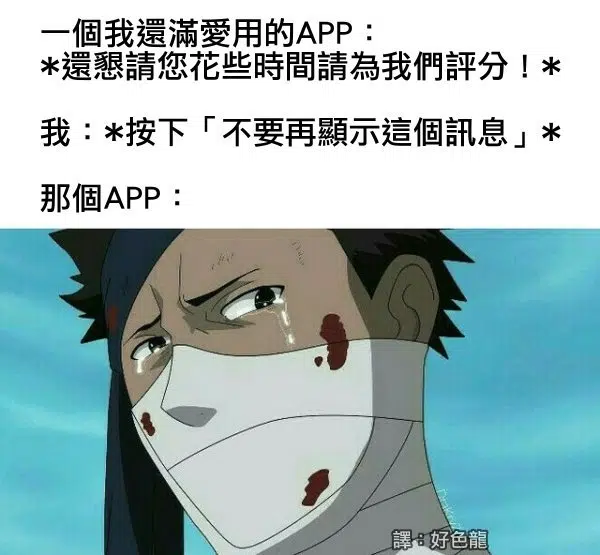 一個我還滿愛用的APP：
*還懇請您花些時間請為我們評分！*
我：*按下「不要再顯示這個訊息」*
那個APP：
譯：好色龍